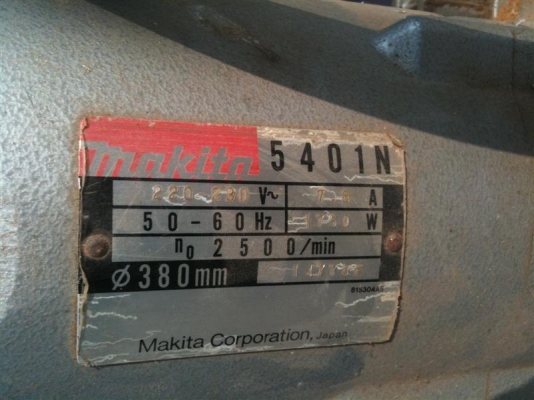 makita 5401N
V~ A
50-60Hz W
n0 2500/min
ø380mm
Makita Corporation, Japan